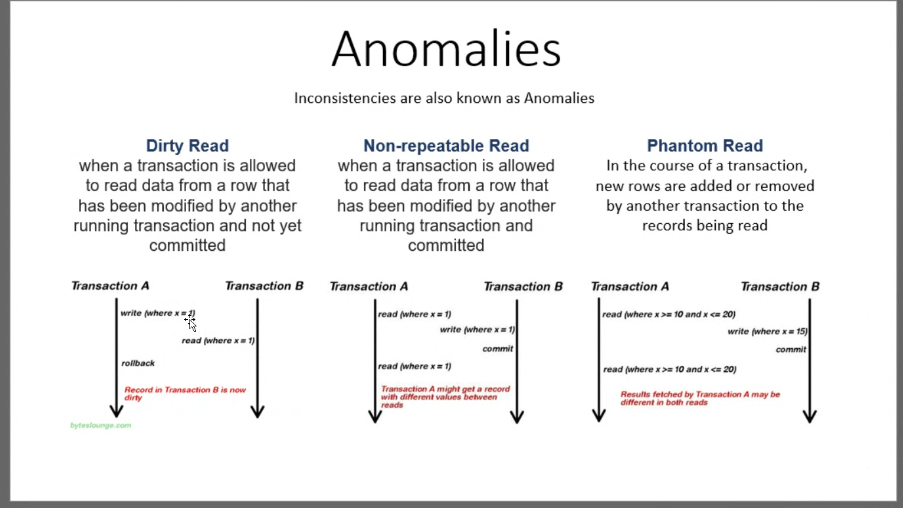 Anomalies
Inconsistencies are also known as Anomalies
Dirty Read
when a transaction is allowed
to read data from a row that
has been modified by another
running transaction and not yet
committed
Non-repeatable Read
when a transaction is allowed
to read data from a row that
has been modified by another
running transaction and
committed
Phantom Read
In the course of a transaction,
new rows are added or removed
by another transaction to the
records being read
Transaction A
Transaction B
write (where x = 1)
read (where x = 1)
rollback
Record in Transaction B is now
dirty
byteslounge.com
Transaction A
Transaction B
read (where x = 1)
write (where x = 1)
commit
read (where x = 1)
Transaction A might get a record
with different values between
reads
Transaction A
Transaction B
read (where x >= 10 and x <= 20)
write (where x = 15)
commit
read (where x >= 10 and x <= 20)
Results fetched by Transaction A may be
different in both reads